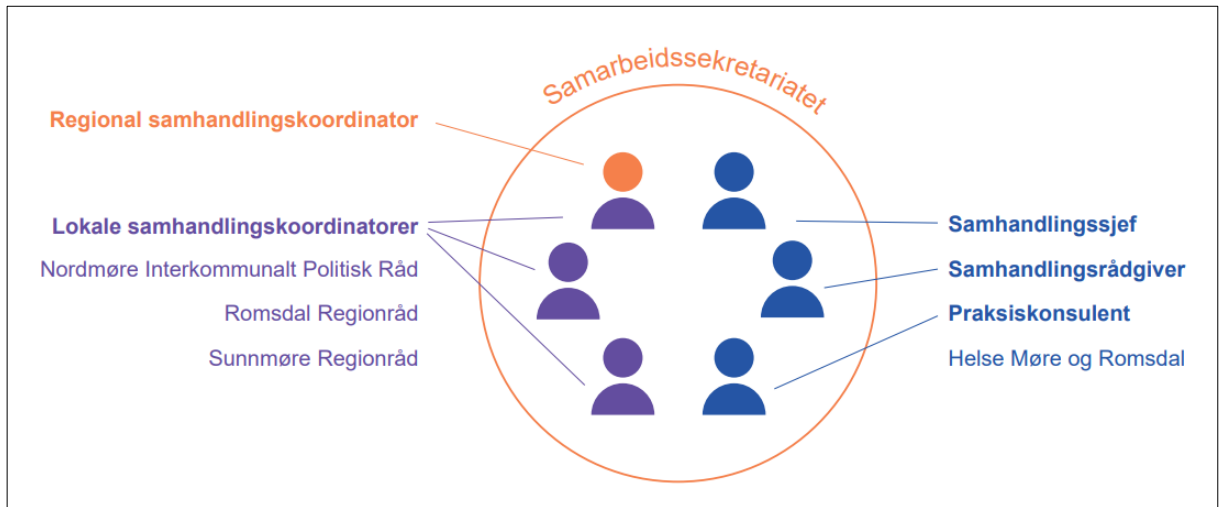 Samarbeidssekretariatet
Regional samhandlingskoordinator
Lokale samhandlingskoordinatorer
Nordmøre Interkommunalt Politisk Råd
Romsdal Regionråd
Sunnmøre Regionråd
Samhandlingssjef
Samhandlingsrådgiver
Praksiskonsulent
Helse Møre og Romsdal